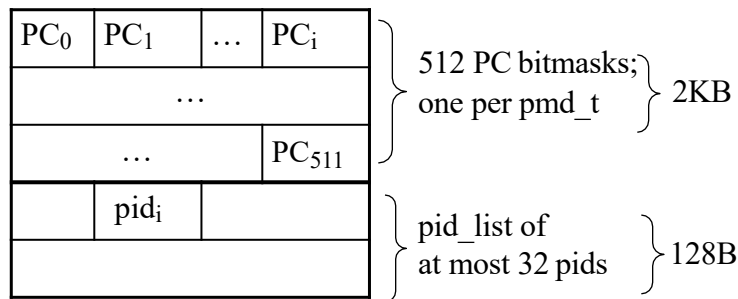 PC₀ PC₁ … PCᵢ
512 PC bitmasks;
one per pmd_t
2KB
…
… PC₅₁₁
pidᵢ
pid_list of
at most 32 pids
128B